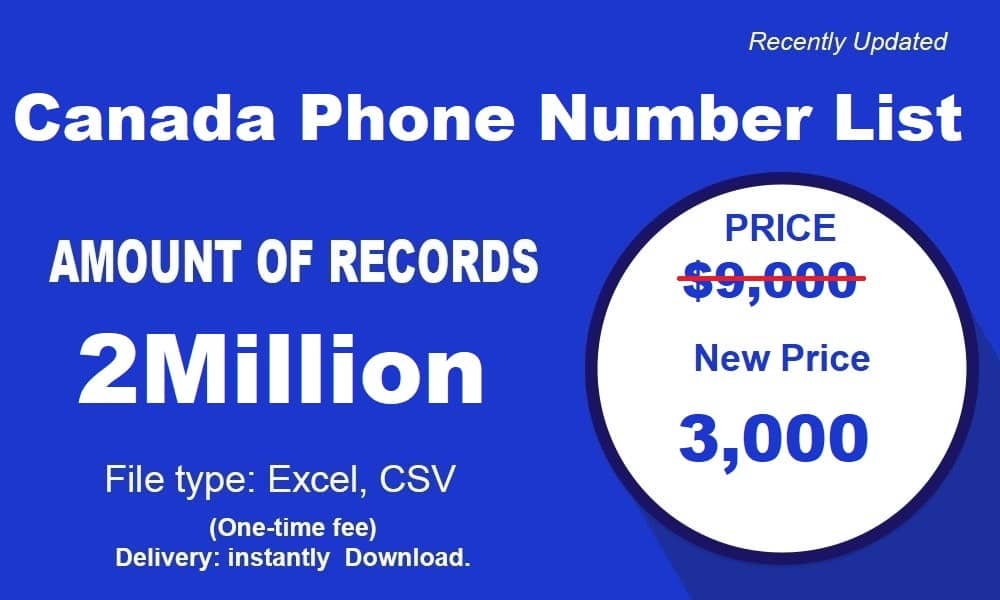 Recently Updated
Canada Phone Number List
AMOUNT OF RECORDS
2Million
File type: Excel, CSV
(One-time fee)
Delivery: instantly Download.
PRICE
$9,000
New Price
3,000